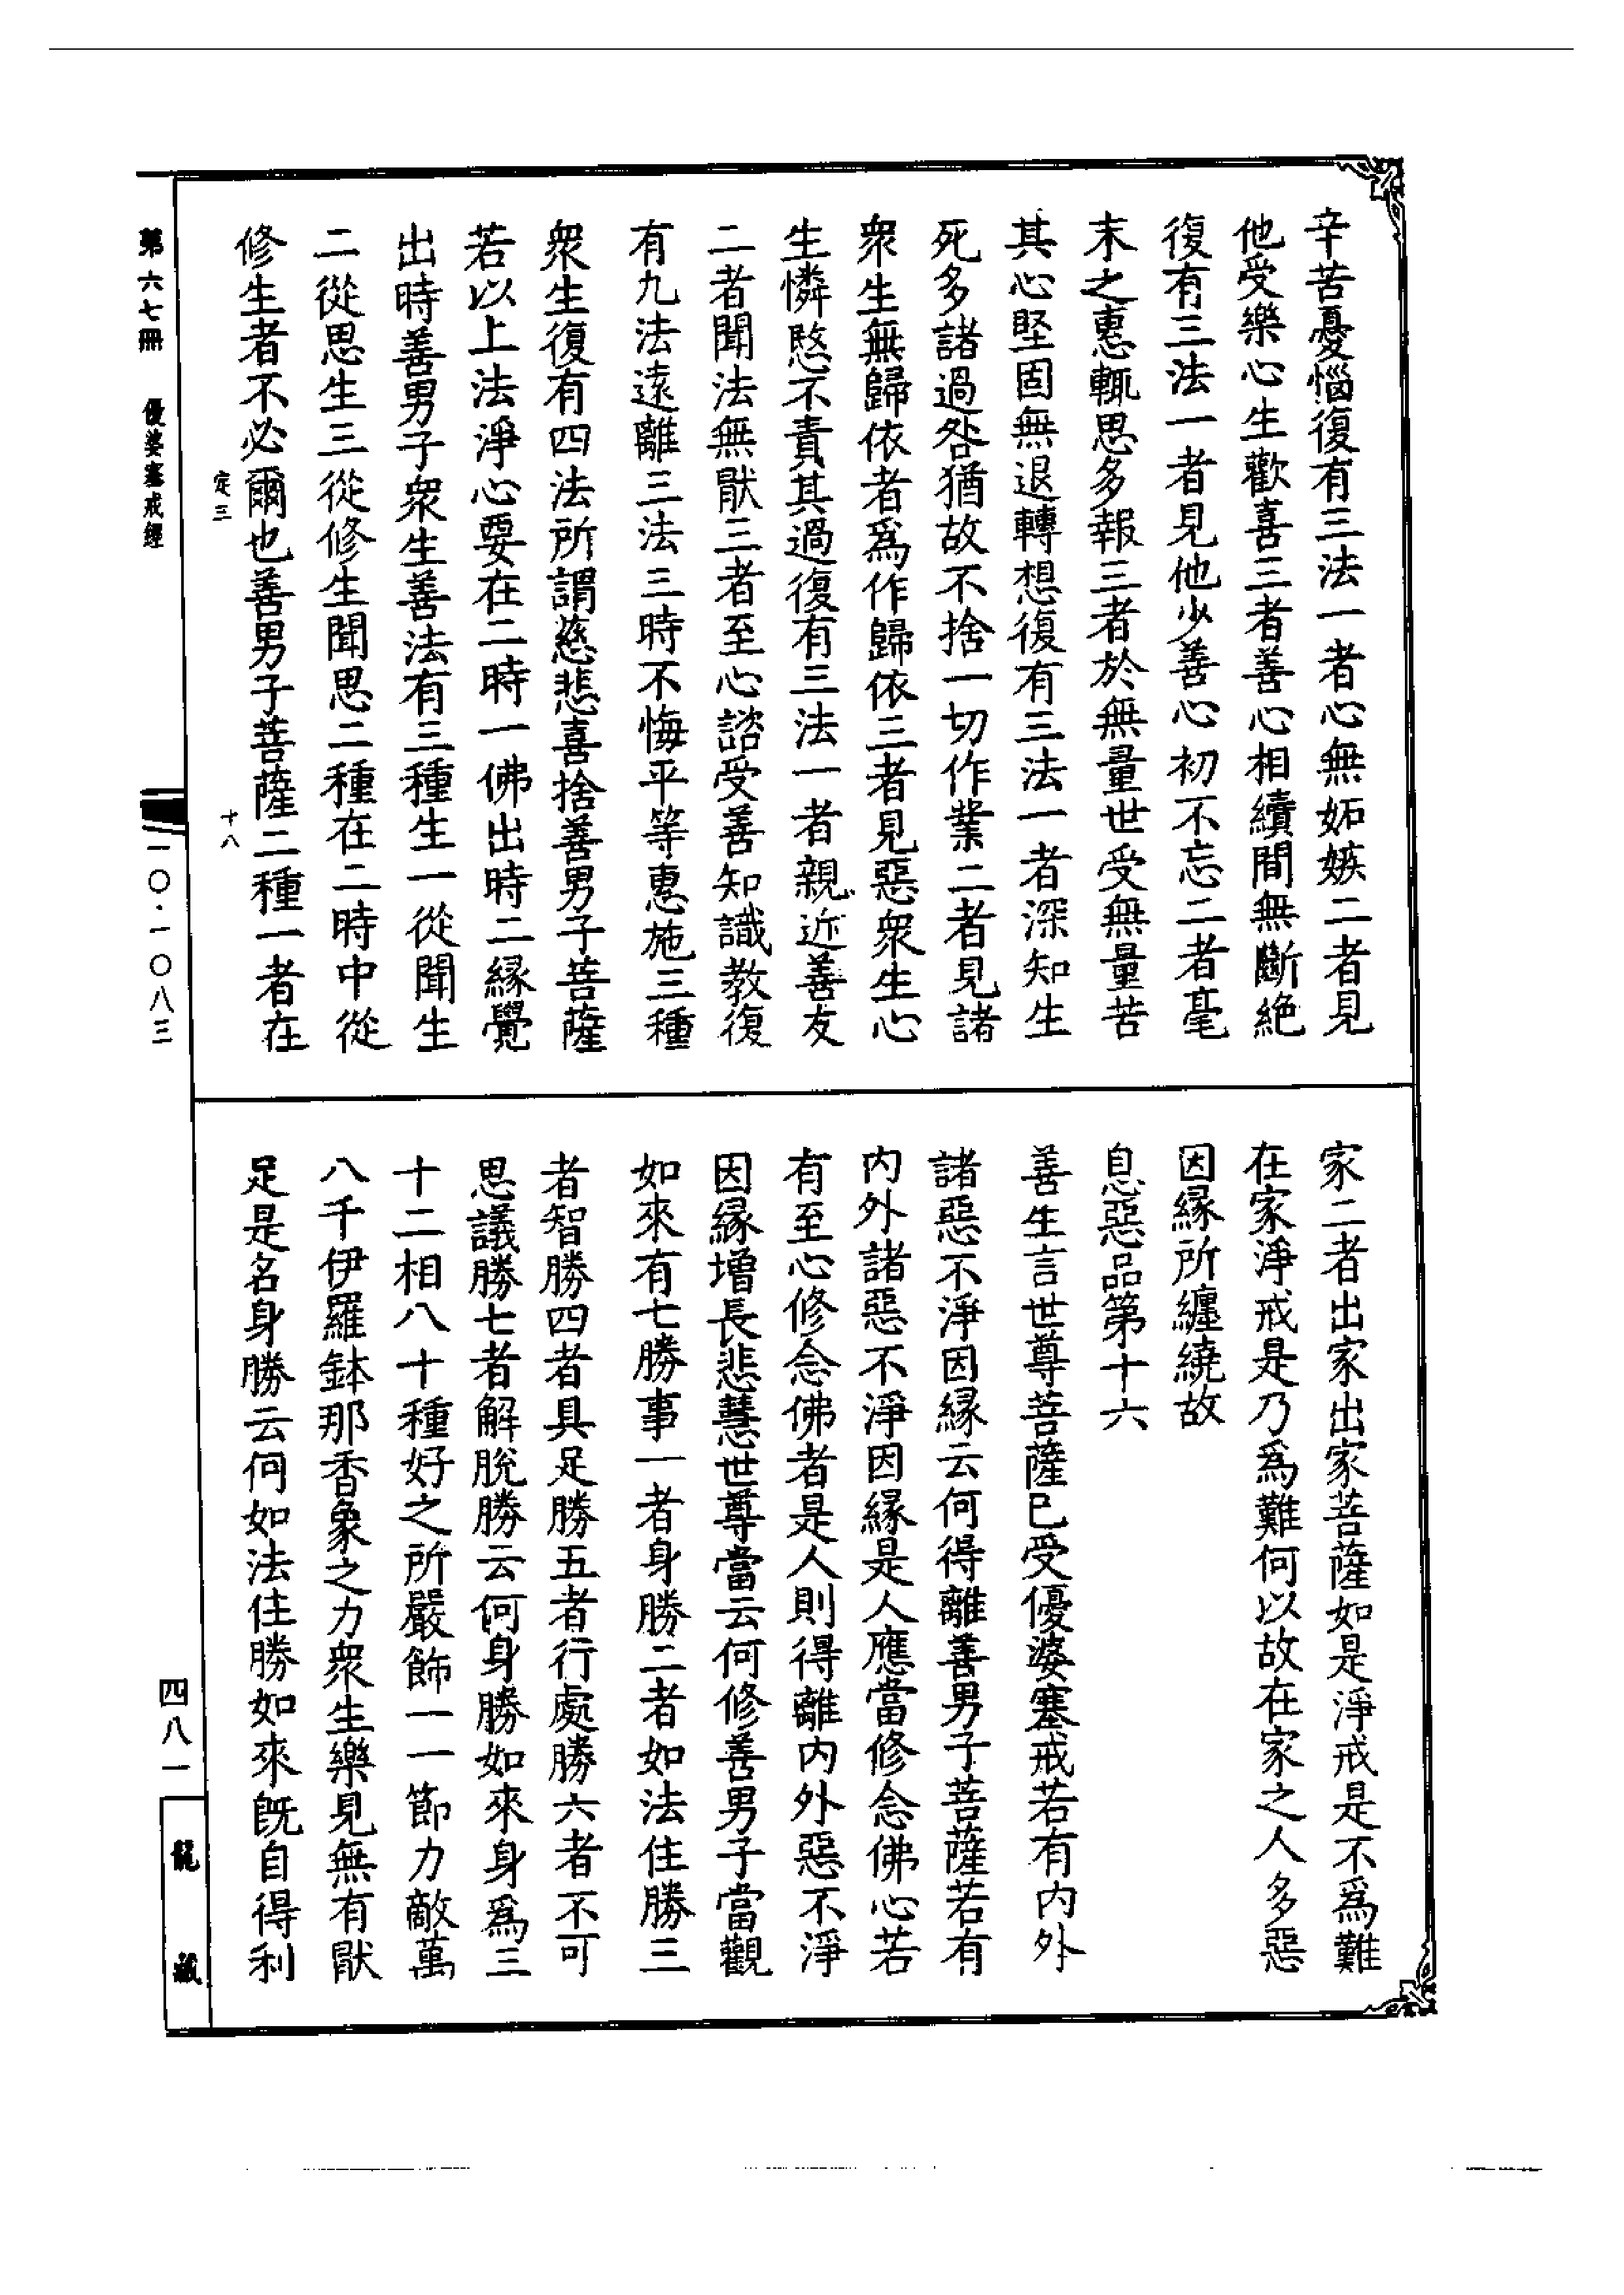 辛苦憂惱復有三法一者心無妬嫉二者見
他受樂心生歡喜三者善心相續間無斷絕
復有三法一者見他少善心初不忘二者毫
末之惠輒思多報三者於無量世受無量苦
其心堅固無退轉想復有三法一者深知生
死多諸過咎猶故不捨一切作業二者見諸
衆生無歸依者爲作歸依三者見惡衆生心
生憐愍不責其過復有三法一者親近善友
二者聞法無猒三者至心諮受善知識教復
有九法遠離三法三時不悔平等惠施三種
衆生復有四法所謂慈悲喜捨善男子菩薩
若以上法淨心要在二時一佛出時二緣覺
出時善男子衆生善法有三種生一從聞生
二從思生三從修生聞思二種在二時中從
修生者不必爾也善男子菩薩二種一者在
定三
十八
家二者出家出家菩薩如是淨戒是不爲難
在家淨戒是乃爲難何以故在家之人多惡
因緣所纏繞故
息惡品第十六
善生言世尊菩薩已受優婆塞戒若有內外
諸惡不淨因緣云何得離善男子菩薩若有
內外諸惡不淨因緣是人應當修念佛心若
有至心修念佛者是人則得離內外惡不淨
因緣增長悲慧世尊當云何修善男子當觀
如來有七勝事一者身勝二者如法住勝三
者智勝四者具足勝五者行處勝六者不可
思議勝七者解脫勝云何身勝如來身爲三
十二相八十種好之所嚴飾一一節力敵萬
八千伊羅鉢那香象之力衆生樂見無有猒
足是名身勝云何如法住勝如來旣自得利
第六七冊
優婆塞戒經
一〇·一〇八三
四八一
龍藏